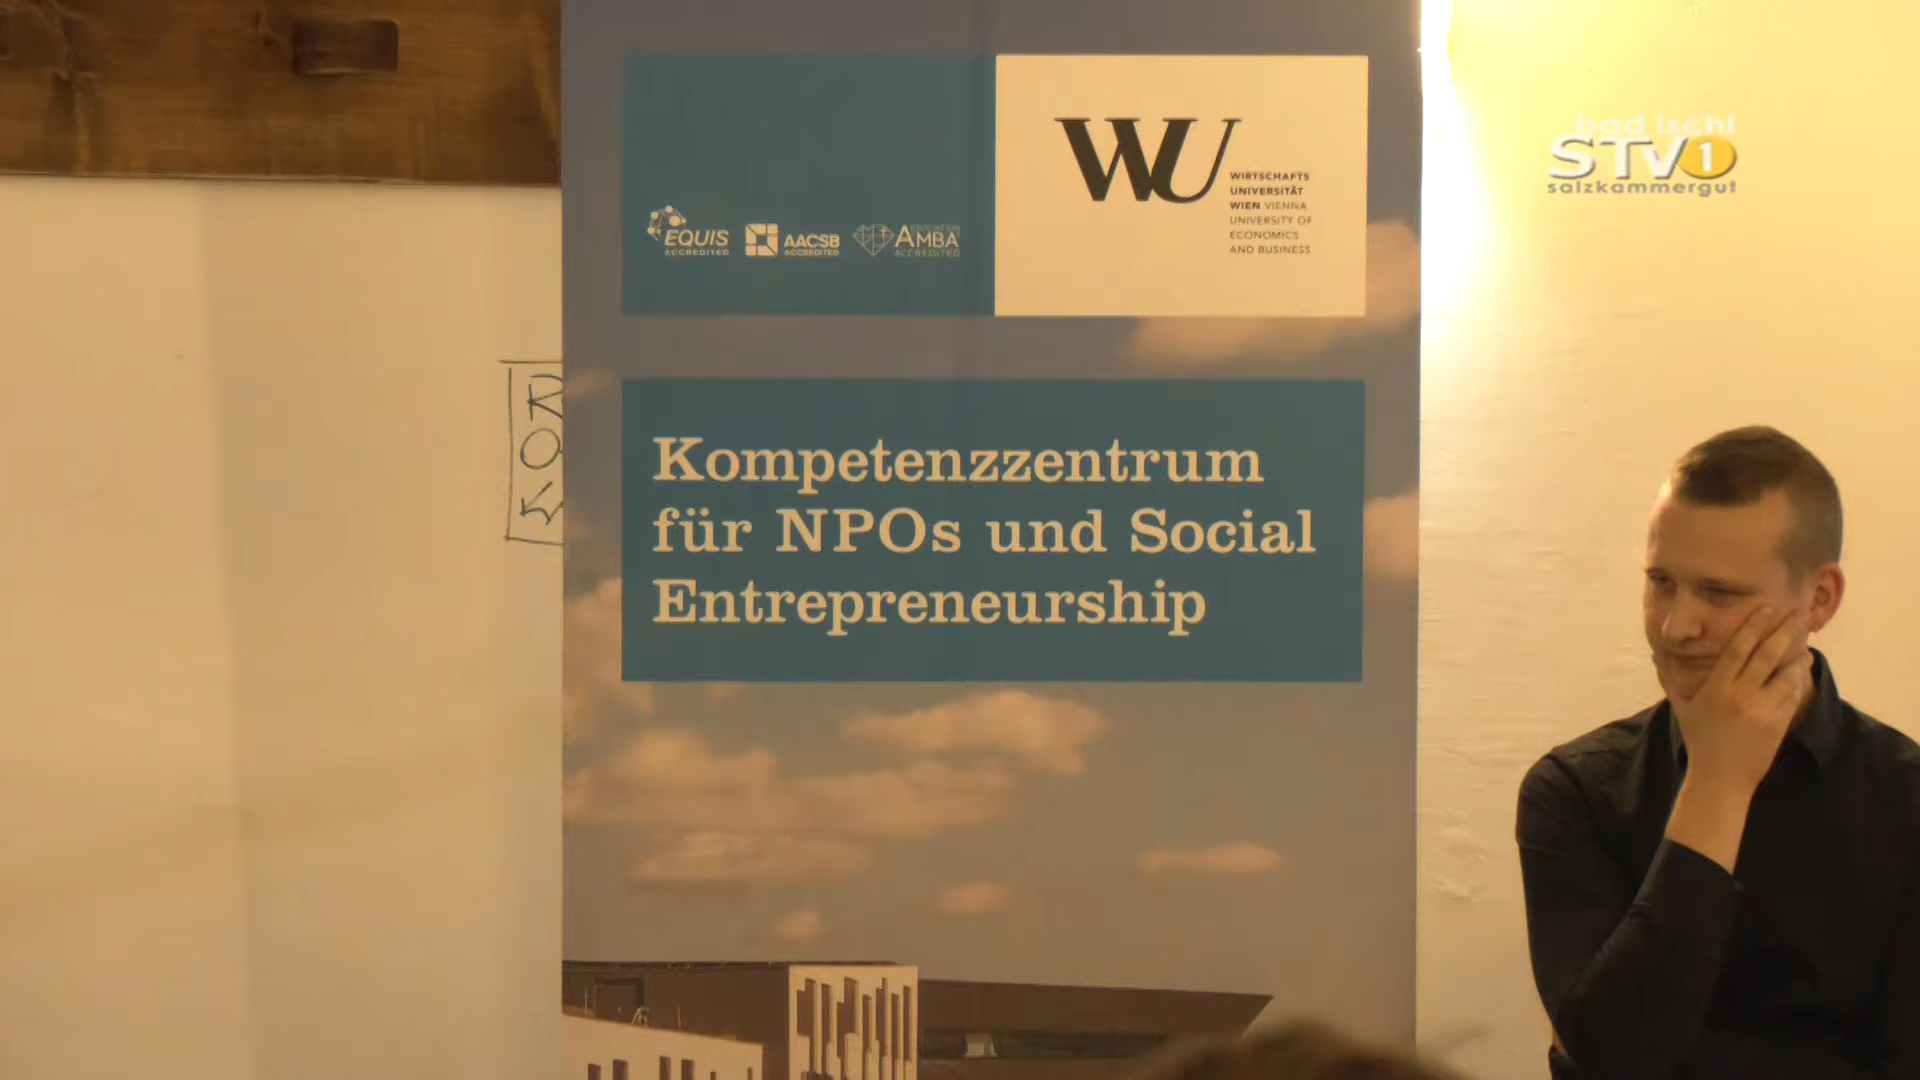 WU
WIRTSCHAFTS
UNIVERSITÄT
WIEN VIENNA
UNIVERSITY OF
ECONOMICS
AND BUSINESS
EQUIS
ACCREDITED
AACSB
ACCREDITED
ASSOCIATION
AMBA
ACCREDITED
bad ischl
STV1
salzkammergut
R
O
Kompetenzzentrum
für NPOs und Social
Entrepreneurship